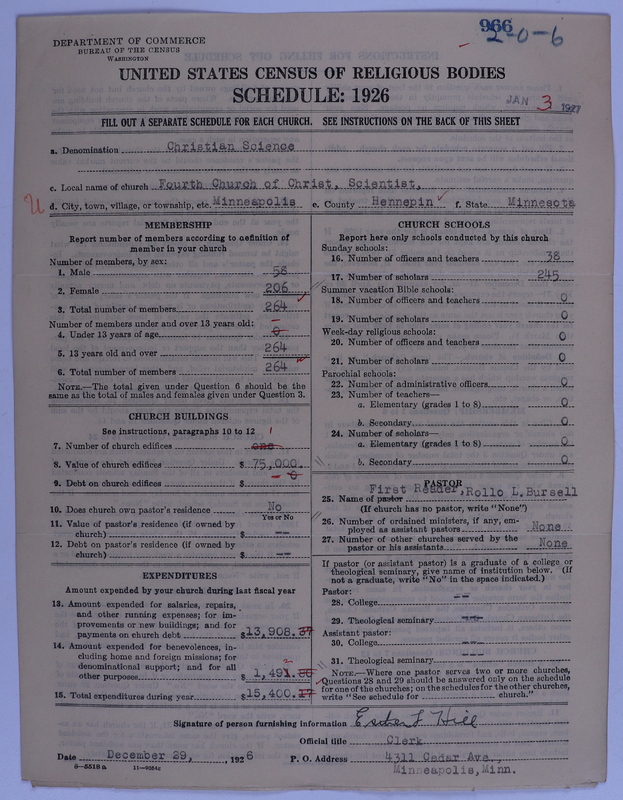 966
2-0-6
DEPARTMENT OF COMMERCE
BUREAU OF THE CENSUS
WASHINGTON
UNITED STATES CENSUS OF RELIGIOUS BODIES
SCHEDULE: 1926
JAN 3 1927
FILL OUT A SEPARATE SCHEDULE FOR EACH CHURCH. SEE INSTRUCTIONS ON THE BACK OF THIS SHEET
a. Denomination Christian Science
c. Local name of church Fourth Church of Christ, Scientist,
d. City, town, village, or township, etc. Minneapolis e. County Hennepin f. State Minnesota
MEMBERSHIP
Report number of members according to definition of
member in your church
Number of members, by sex:
1. Male 58
2. Female 206
3. Total number of members 264
Number of members under and over 13 years old:
4. Under 13 years of age 0
5. 13 years old and over 264
6. Total number of members 264
NOTE.—The total given under Question 6 should be the
same as the total of males and females given under Question 3.
CHURCH BUILDINGS
See instructions, paragraphs 10 to 12
7. Number of church edifices one 1
8. Value of church edifices $ 75,000.
9. Debt on church edifices $ 0
10. Does church own pastor's residence No
Yes or No
11. Value of pastor's residence (if owned by
church) $ --
12. Debt on pastor's residence (if owned by
church) $ --
EXPENDITURES
Amount expended by your church during last fiscal year
13. Amount expended for salaries, repairs,
and other running expenses; for im-
provements or new buildings; and for
payments on church debt $ 13,908.37
14. Amount expended for benevolences, in-
cluding home and foreign missions; for
denominational support; and for all
other purposes $ 1,491.80
2
15. Total expenditures during year $ 15,400.17
CHURCH SCHOOLS
Report here only schools conducted by this church
Sunday schools:
16. Number of officers and teachers 38
17. Number of scholars 245
Summer vacation Bible schools:
18. Number of officers and teachers 0
19. Number of scholars 0
Week-day religious schools:
20. Number of officers and teachers 0
21. Number of scholars 0
Parochial schools:
22. Number of administrative officers 0
23. Number of teachers—
a. Elementary (grades 1 to 8) 0
b. Secondary 0
24. Number of scholars—
a. Elementary (grades 1 to 8) 0
b. Secondary 0
PASTOR
25. Name of pastor First Reader, Rollo L. Bursell
(If church has no pastor, write "None")
26. Number of ordained ministers, if any, em-
ployed as assistant pastors None
27. Number of other churches served by the
pastor or his assistants None
If pastor (or assistant pastor) is a graduate of a college or
theological seminary, give name of institution below. (If
not a graduate, write "No" in the space indicated.)
Pastor:
28. College --
29. Theological seminary ---
Assistant pastor:
30. College ---
31. Theological seminary ---
NOTE.—Where one pastor serves two or more churches,
Questions 28 and 29 should be answered only on the schedule
for one of the churches; on the schedules for the other churches,
write "See schedule for church."
Signature of person furnishing information Esther F Hill
Official title Clerk
Date December 29, 1926 P. O. Address 4311 Cedar Ave.,
Minneapolis, Minn.
8—5518 a 11—9054c